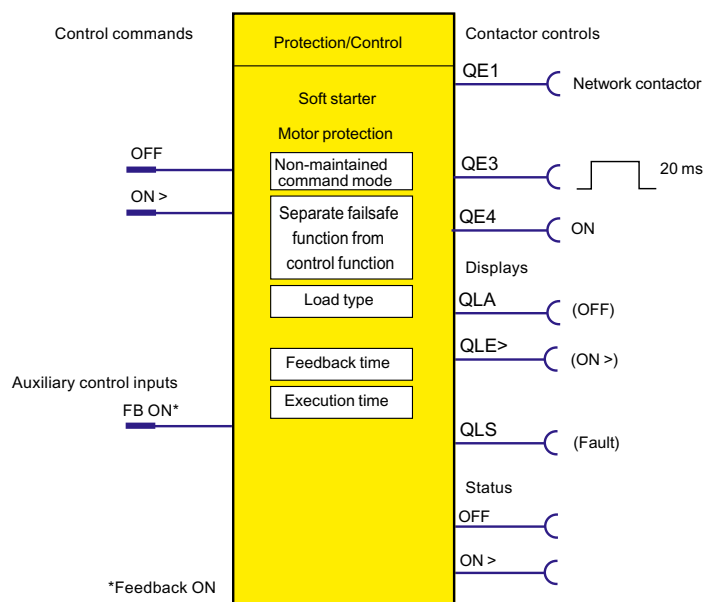 Control commands
Protection/Control
Contactor controls
QE1
Network contactor
Soft starter
Motor protection
OFF
Non-maintained
command mode
QE3
20 ms
ON >
Separate failsafe
function from
control function
QE4
ON
Displays
Load type
QLA
(OFF)
QLE>
(ON >)
Feedback time
Auxiliary control inputs
Execution time
FB ON*
QLS
(Fault)
Status
OFF
ON >
*Feedback ON